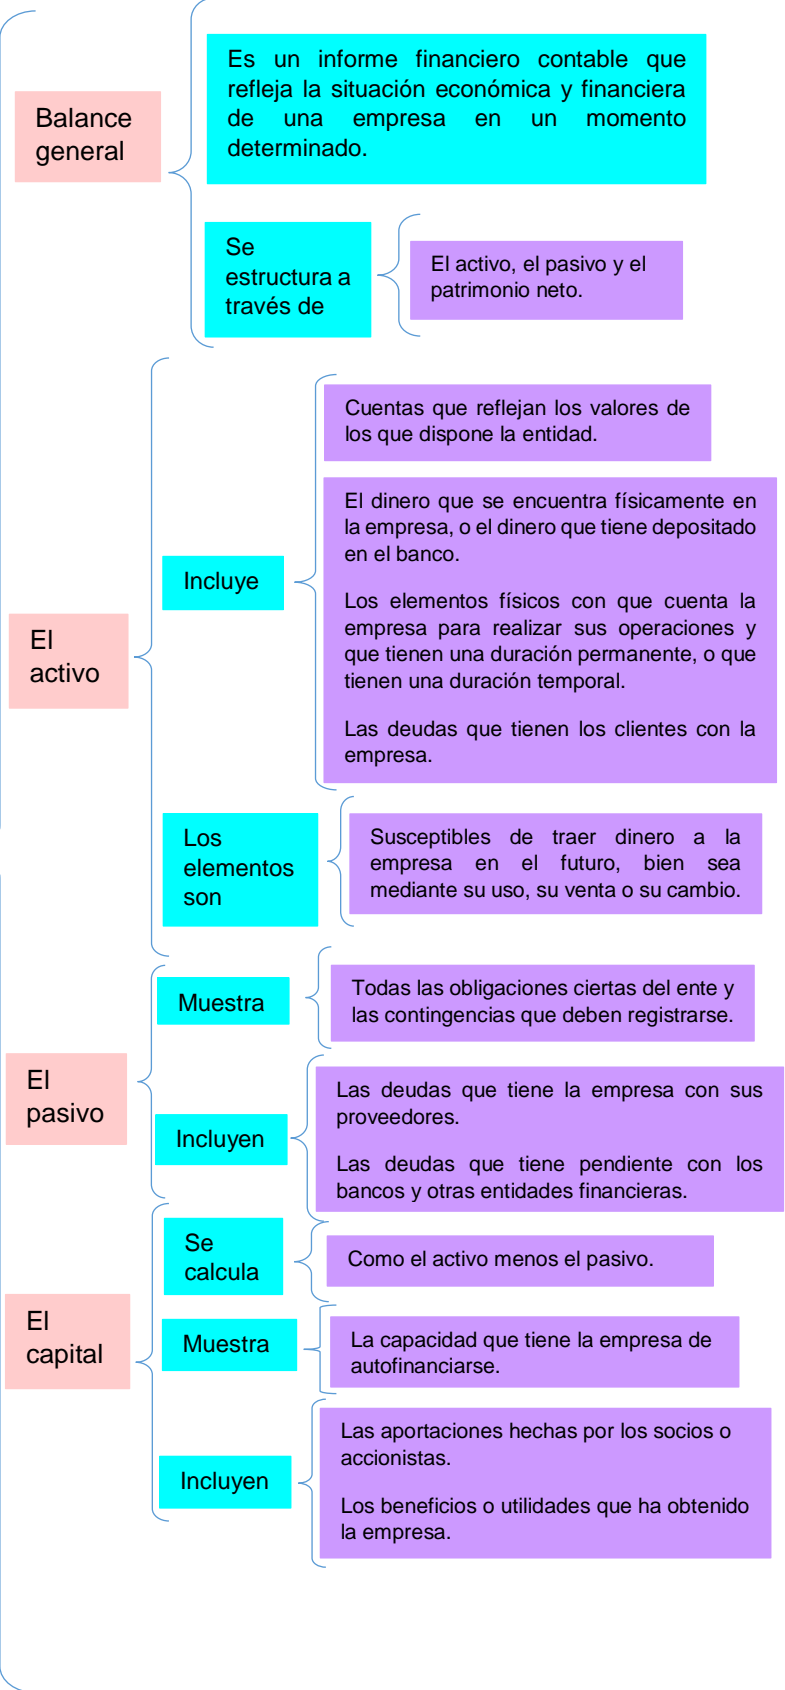 Balance
general
Es un informe financiero contable que
refleja la situación económica y financiera
de una empresa en un momento
determinado.
Se
estructura a
través de
El activo, el pasivo y el
patrimonio neto.
El
activo
Incluye
Cuentas que reflejan los valores de
los que dispone la entidad.
El dinero que se encuentra físicamente en
la empresa, o el dinero que tiene depositado
en el banco.
Los elementos físicos con que cuenta la
empresa para realizar sus operaciones y
que tienen una duración permanente, o que
tienen una duración temporal.
Las deudas que tienen los clientes con la
empresa.
Los
elementos
son
Susceptibles de traer dinero a la
empresa en el futuro, bien sea
mediante su uso, su venta o su cambio.
El
pasivo
Muestra
Todas las obligaciones ciertas del ente y
las contingencias que deben registrarse.
Incluyen
Las deudas que tiene la empresa con sus
proveedores.
Las deudas que tiene pendiente con los
bancos y otras entidades financieras.
El
capital
Se
calcula
Como el activo menos el pasivo.
Muestra
La capacidad que tiene la empresa de
autofinanciarse.
Incluyen
Las aportaciones hechas por los socios o
accionistas.
Los beneficios o utilidades que ha obtenido
la empresa.